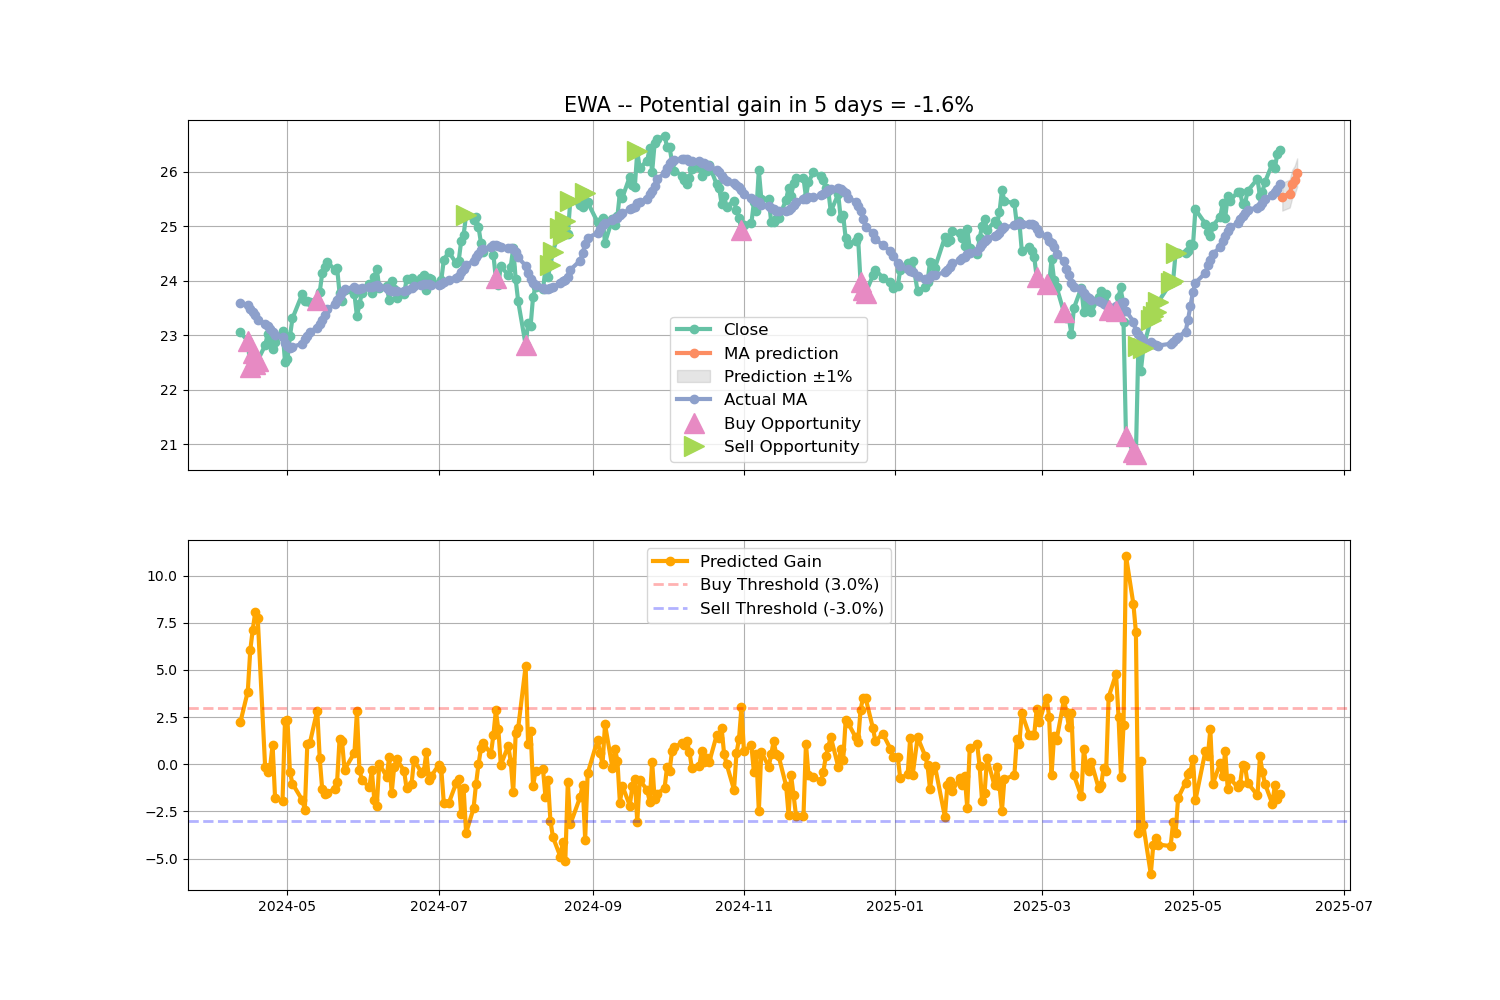 EWA -- Potential gain in 5 days = -1.6%
26
25
24
23
22
21
Close
MA prediction
Prediction ±1%
Actual MA
Buy Opportunity
Sell Opportunity
10.0
7.5
5.0
2.5
0.0
−2.5
−5.0
Predicted Gain
Buy Threshold (3.0%)
Sell Threshold (-3.0%)
2024-05 2024-07 2024-09 2024-11 2025-01 2025-03 2025-05 2025-07